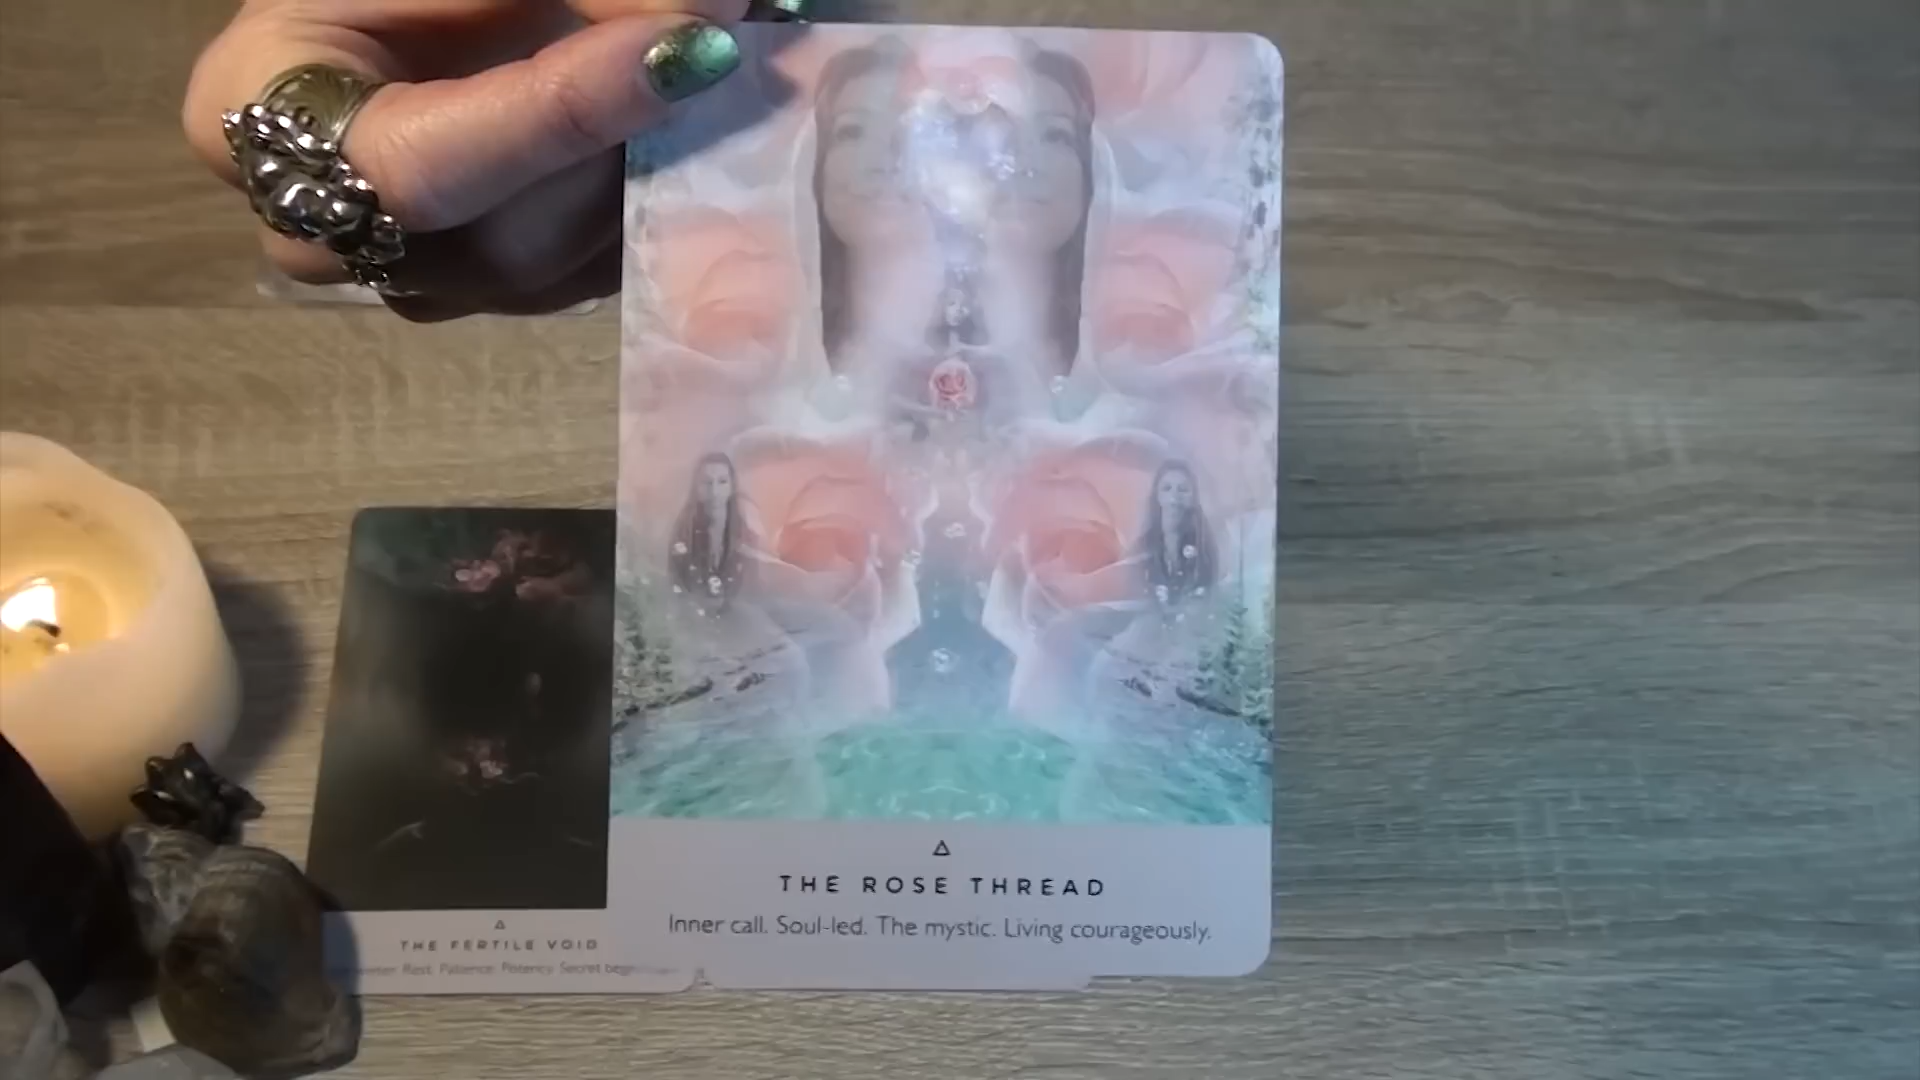 THE ROSE THREAD
Inner call. Soul-led. The mystic. Living courageously.
THE FERTILE VOID
Rest. Patience. Potency. Secret